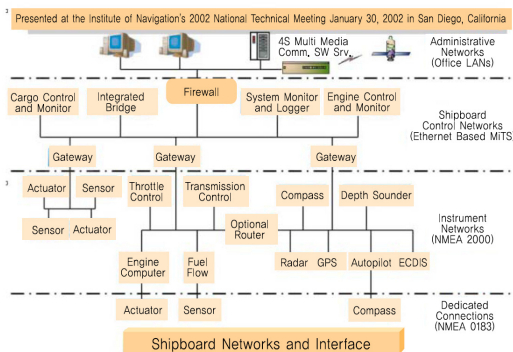 3
Presented at the Institute of Navigation's 2002 National Technical Meeting January 30, 2002 in San Diego, California
4S Multi Media
Comm, SW Srv,
Administrative
Networks
(Office LANs)
Firewall
Cargo Control
and Monitor
Integrated
Bridge
System Monitor
and Logger
Engine Control
and Monitor
Shipboard
Control Networks
(Ethernet Based MiTS)
Gateway
Gateway
Gateway
3
Actuator
Sensor
Throttle
Control
Transmission
Control
Compass
Depth Sounder
Sensor
Actuator
Optional
Router
Instrument
Networks
(NMEA 2000)
Engine
Computer
Fuel
Flow
Radar
GPS
Autopilot
ECDIS
Actuator
Sensor
Compass
Dedicated
Connections
(NMEA 0183)
Shipboard Networks and Interface